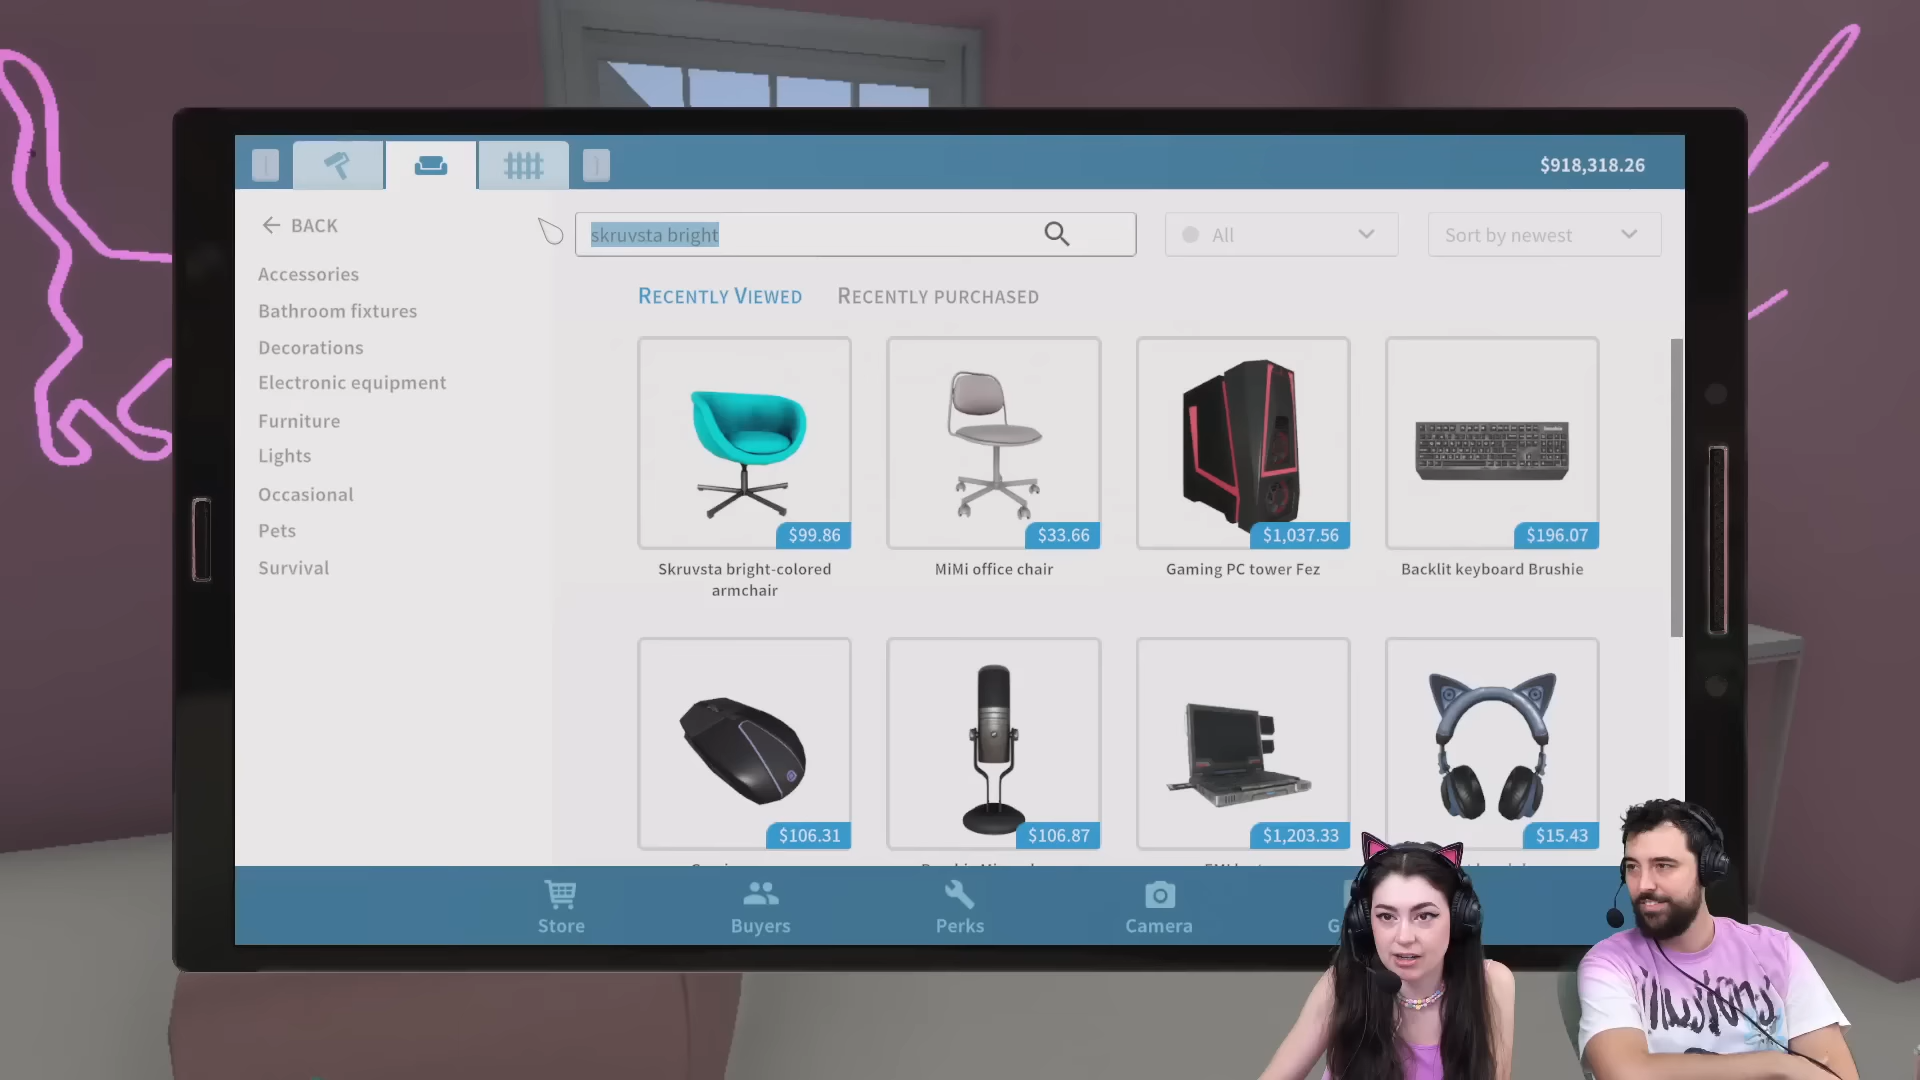 $918,318.26
BACK
skruvsta bright
All
Sort by newest
Accessories
Bathroom fixtures
Decorations
Electronic equipment
Furniture
Lights
Occasional
Pets
Survival
RECENTLY VIEWED
RECENTLY PURCHASED
$99.86
$33.66
$1,037.56
$196.07
Skruvsta bright-colored
armchair
MiMi office chair
Gaming PC tower Fez
Backlit keyboard Brushie
$106.31
$106.87
$1,203.33
$15.43
Store
Buyers
Perks
Camera